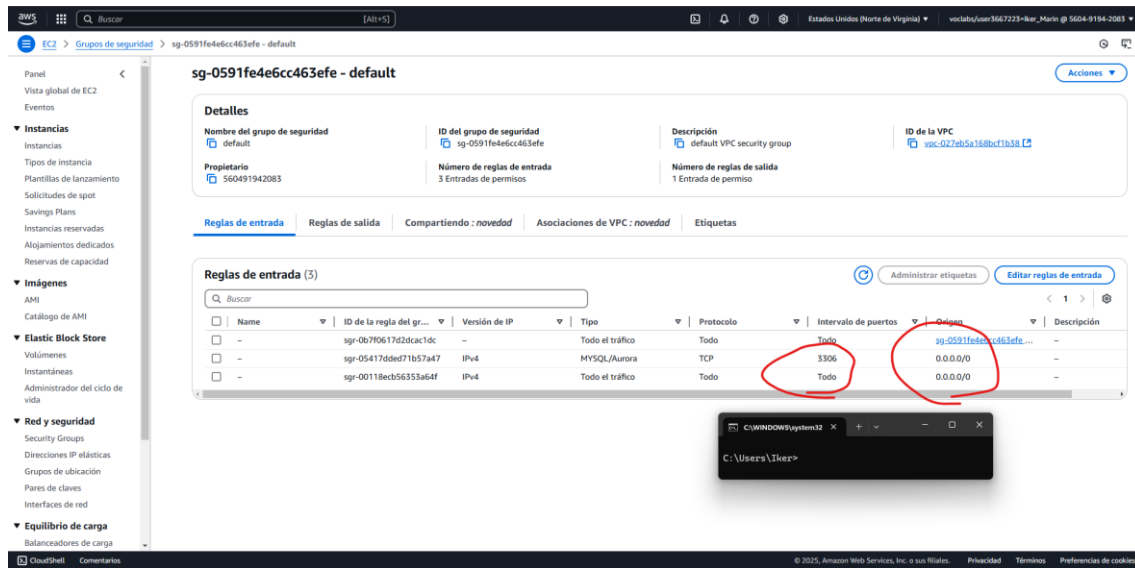 aws
Buscar
[Alt+S]
Estados Unidos (Norte de Virginia)
voclabs/user3667223=Iker_Marin @ 5604-9194-2083
EC2 > Grupos de seguridad > sg-0591fe4e6cc463efe - default
Panel
Vista global de EC2
Eventos
Instancias
Instancias
Tipos de instancia
Plantillas de lanzamiento
Solicitudes de spot
Savings Plans
Instancias reservadas
Alojamientos dedicados
Reservas de capacidad
Imágenes
AMI
Catálogo de AMI
Elastic Block Store
Volúmenes
Instantáneas
Administrador del ciclo de
vida
Red y seguridad
Security Groups
Direcciones IP elásticas
Grupos de ubicación
Pares de claves
Interfaces de red
Equilibrio de carga
Balanceadores de carga
sg-0591fe4e6cc463efe - default
Acciones
Detalles
Nombre del grupo de seguridad
default
ID del grupo de seguridad
sg-0591fe4e6cc463efe
Descripción
default VPC security group
ID de la VPC
vpc-027eb5a168bcf1b38
Propietario
560491942083
Número de reglas de entrada
3 Entradas de permisos
Número de reglas de salida
1 Entrada de permiso
Reglas de entrada
Reglas de salida
Compartiendo : novedad
Asociaciones de VPC : novedad
Etiquetas
Reglas de entrada (3)
Administrar etiquetas
Editar reglas de entrada
Buscar
1
Name ID de la regla del gr... Versión de IP Tipo Protocolo Intervalo de puertos Origen Descripción
– sgr-0b7f0617d2dcac1dc – Todo el tráfico Todo Todo sg-0591fe4e6cc463efe ... –
– sgr-05417dded71b57a47 IPv4 MYSQL/Aurora TCP 3306 0.0.0.0/0 –
– sgr-00118ecb56353a64f IPv4 Todo el tráfico Todo Todo 0.0.0.0/0 –
C:\WINDOWS\system32
C:\Users\Iker>
CloudShell
Comentarios
© 2025, Amazon Web Services, Inc. o sus filiales.
Privacidad
Términos
Preferencias de cookies